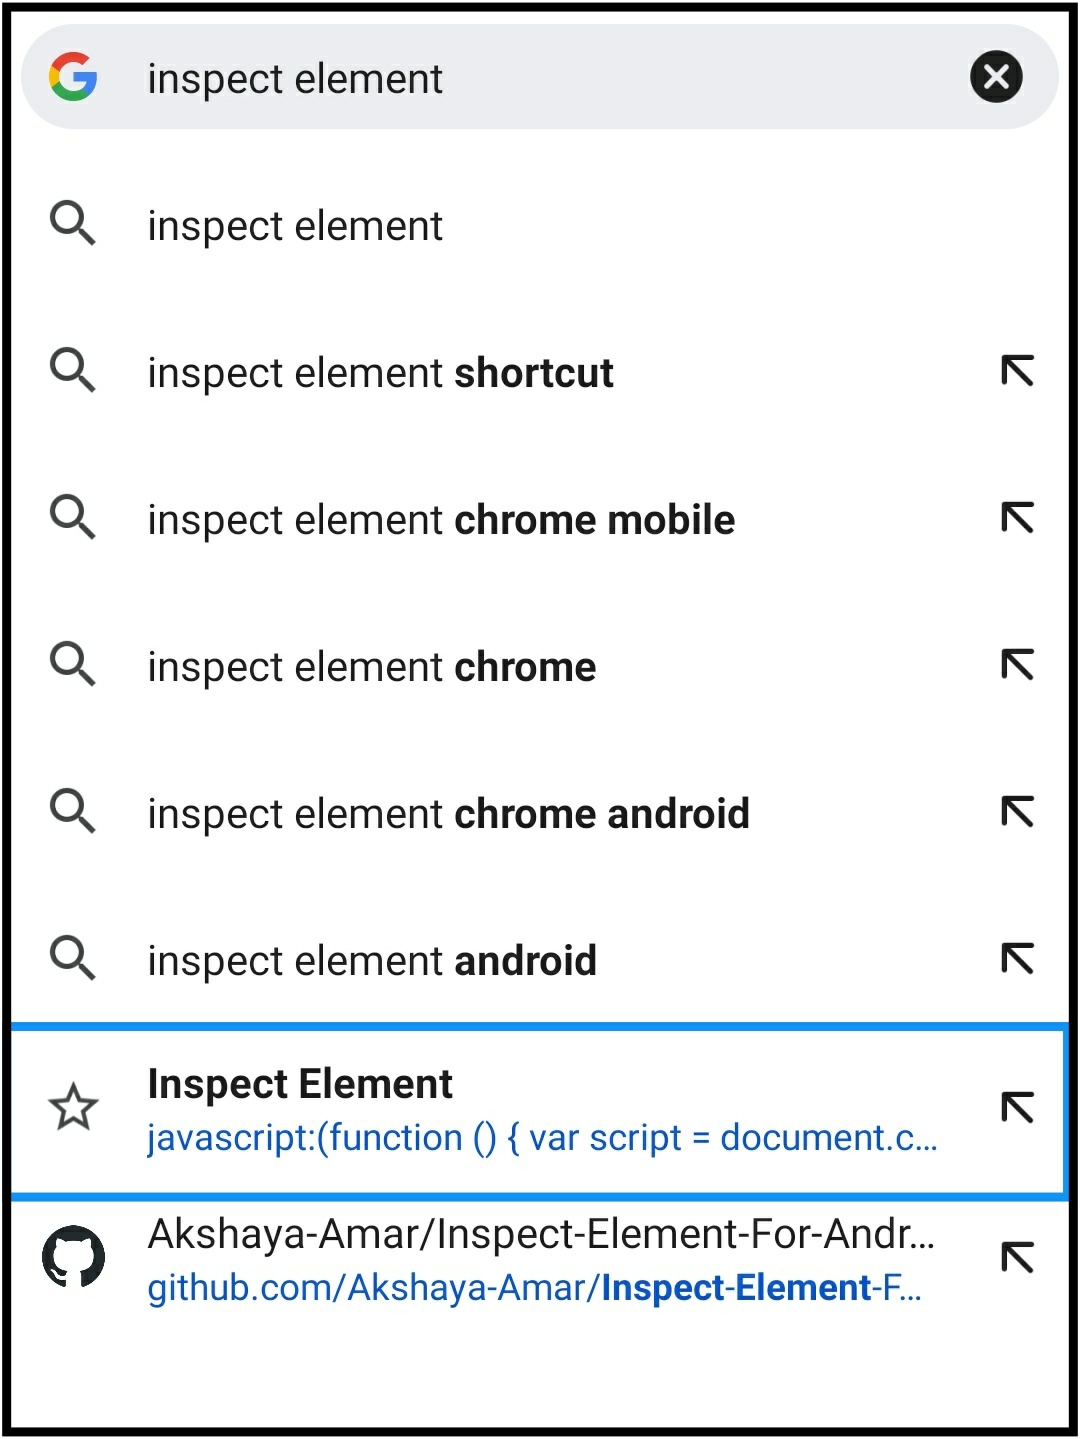 inspect element
inspect element
inspect element shortcut
inspect element chrome mobile
inspect element chrome
inspect element chrome android
inspect element android
Inspect Element
javascript:(function () { var script = document.c...
Akshaya-Amar/Inspect-Element-For-Andr...
github.com/Akshaya-Amar/Inspect-Element-F...